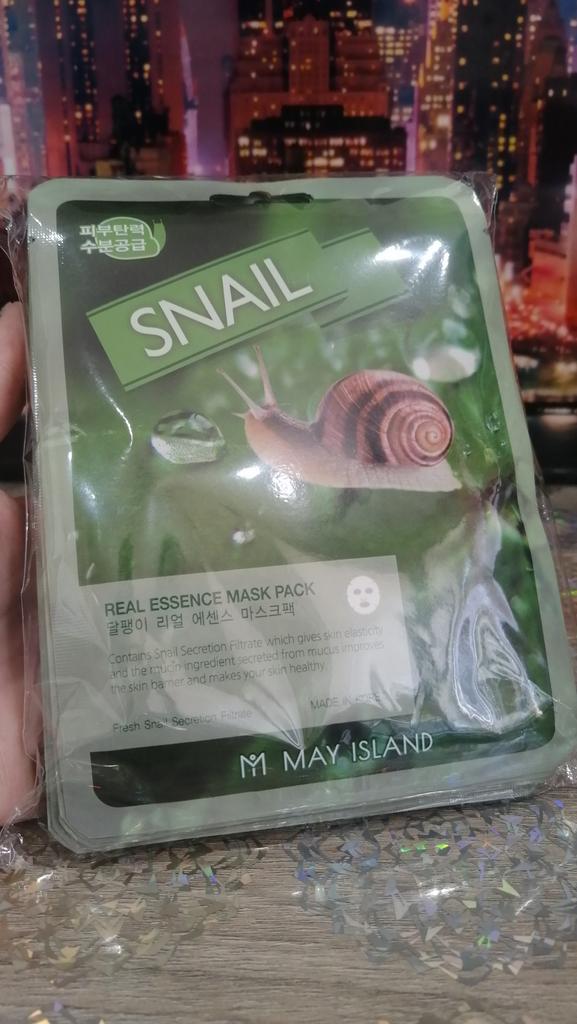 피부탄력
수분공급
SNAIL
REAL ESSENCE MASK PACK
달팽이 리얼 에센스 마스크팩
Contains Snail Secretion Filtrate which gives skin elasticity
and the mucin ingredient secreted from mucus improves
the skin barrier and makes your skin healthy.
MADE IN KOREA
Fresh Snail Secretion Filtrate
MAY ISLAND